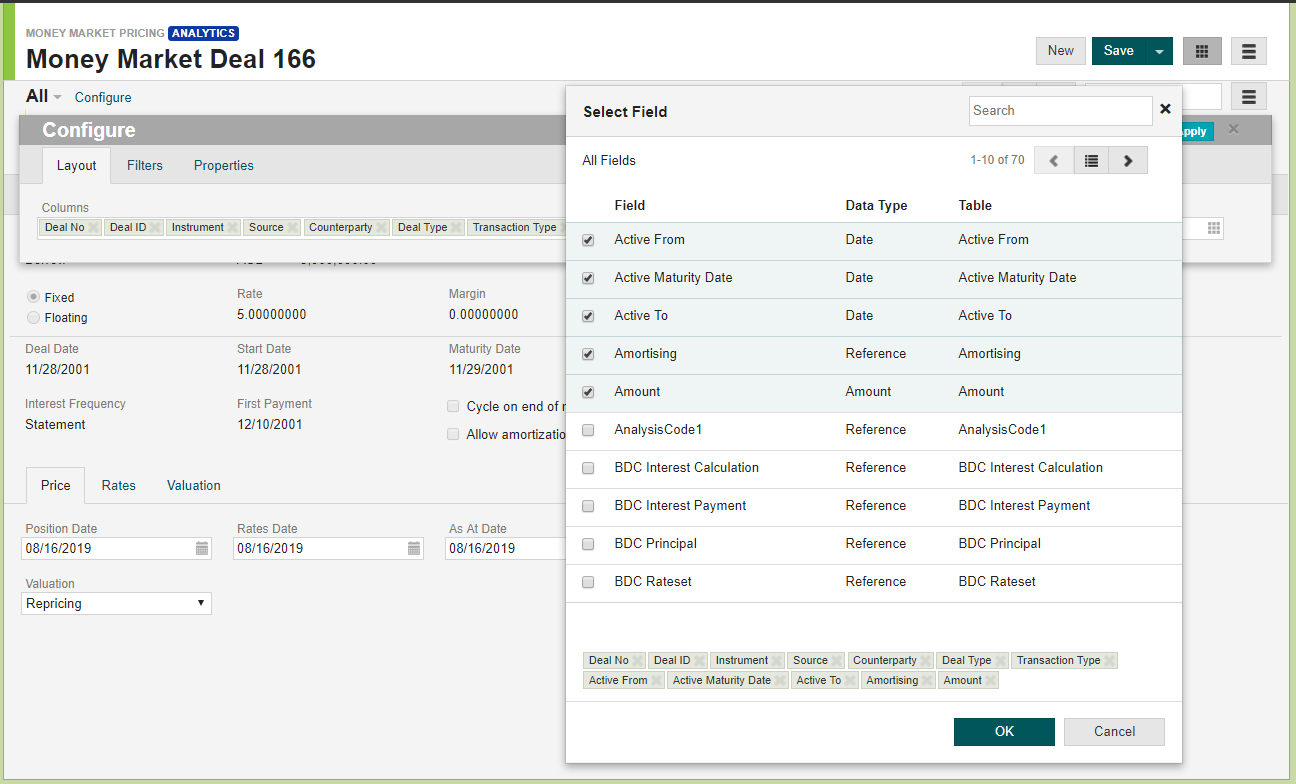 MONEY MARKET PRICING ANALYTICS
Money Market Deal 166
New Save
All Configure
Configure
Layout Filters Properties
Columns
Deal No Deal ID Instrument Source Counterparty Deal Type Transaction Type
Fixed
Floating
Rate
5.00000000
Margin
0.00000000
Deal Date
11/28/2001
Start Date
11/28/2001
Maturity Date
11/29/2001
Interest Frequency
Statement
First Payment
12/10/2001
Cycle on end of
Allow
Price Rates Valuation
Position Date
08/16/2019
Rates Date
08/16/2019
As At Date
08/16/2019
Valuation
Repricing
Select Field
Search
All Fields
1-10 of 70
Field Data Type Table
Active From Date Active From
Active Maturity Date Date Active Maturity Date
Active To Date Active To
Amortising Reference Amortising
Amount Amount Amount
AnalysisCode1 Reference AnalysisCode1
BDC Interest Calculation Reference BDC Interest Calculation
BDC Interest Payment Reference BDC Interest Payment
BDC Principal Reference BDC Principal
BDC Rateset Reference BDC Rateset
Deal No Deal ID Instrument Source Counterparty Deal Type Transaction Type
Active From Active Maturity Date Active To Amortising Amount
OK Cancel